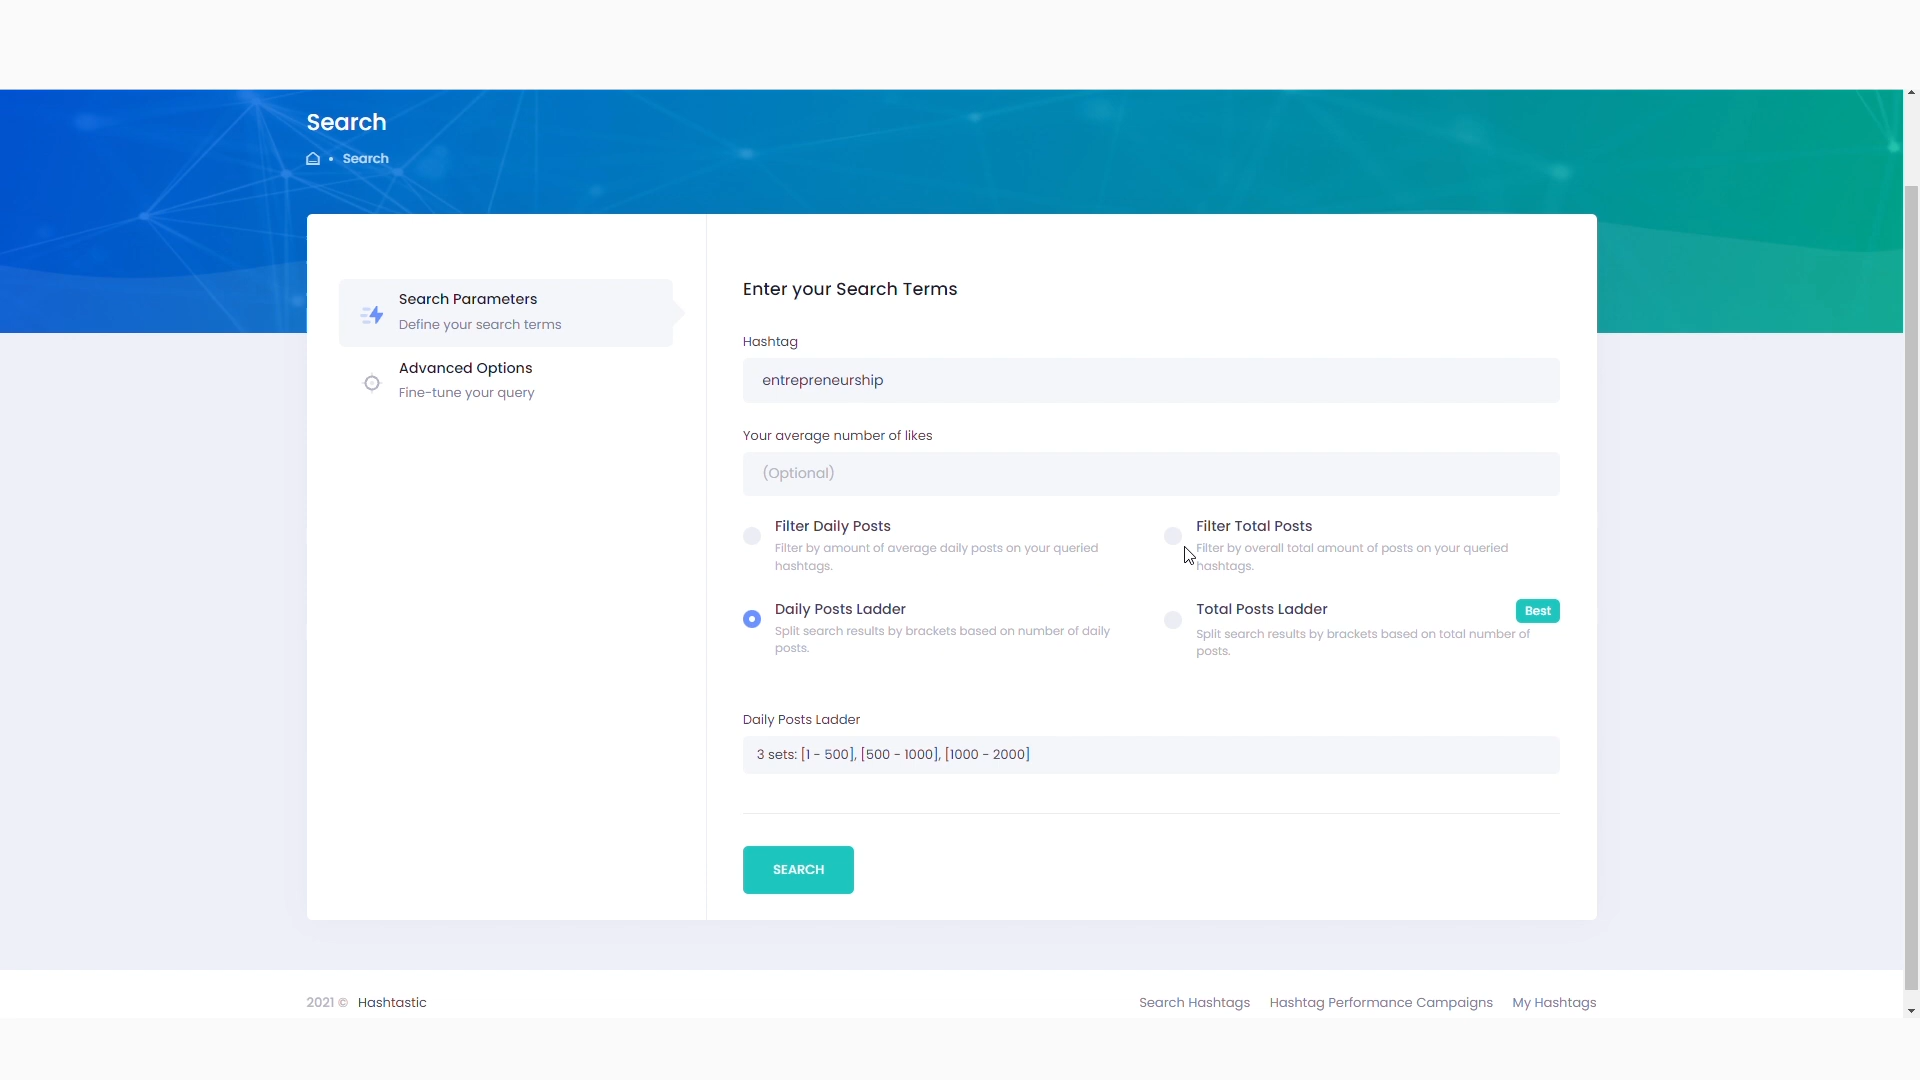 Search
Search
Search Parameters
Define your search terms
Advanced Options
Fine-tune your query
Enter your Search Terms
Hashtag
entrepreneurship
Your average number of likes
(Optional)
Filter Daily Posts
Filter by amount of average daily posts on your queried
hashtags.
Filter Total Posts
Filter by overall total amount of posts on your queried
hashtags.
Daily Posts Ladder
Split search results by brackets based on number of daily
posts.
Total Posts Ladder
Best
Split search results by brackets based on total number of
posts.
Daily Posts Ladder
3 sets: [1 - 500], [500 - 1000], [1000 - 2000]
SEARCH
2021 © Hashtastic
Search Hashtags Hashtag Performance Campaigns My Hashtags